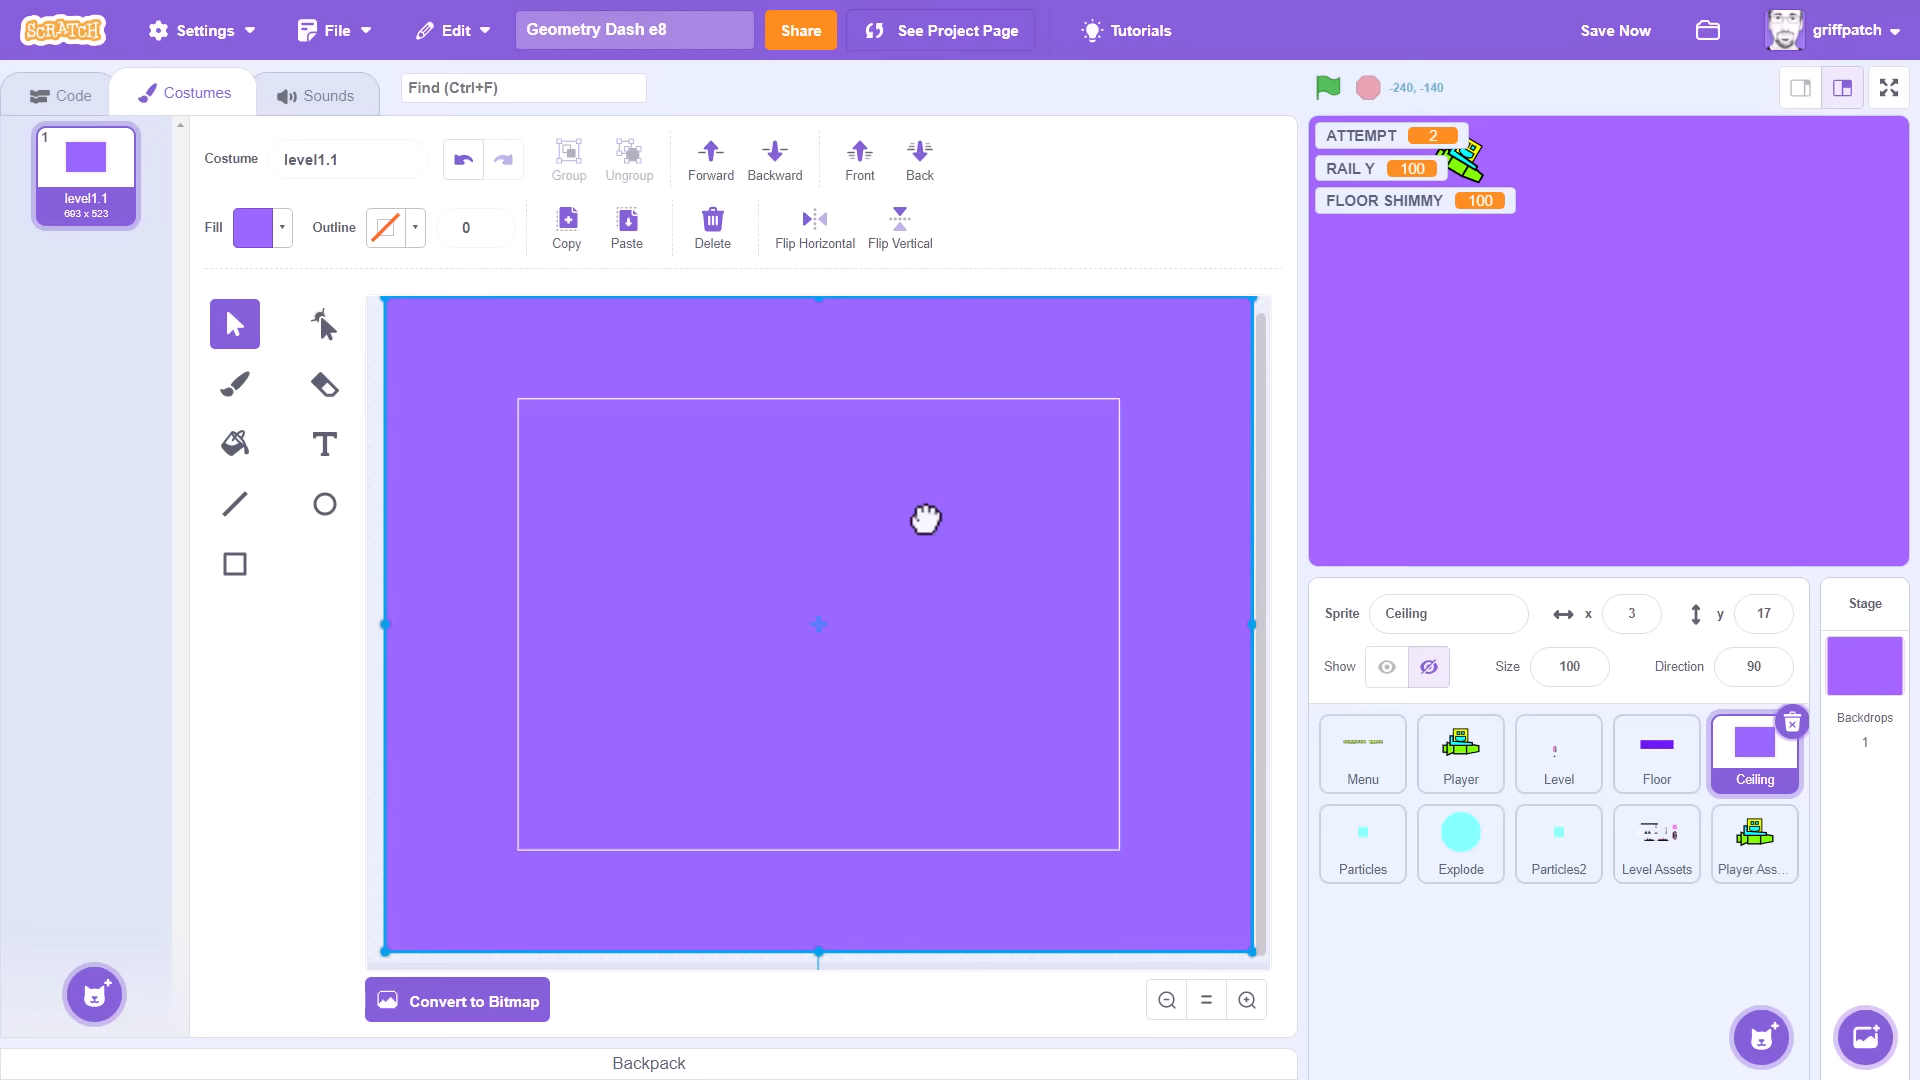 SCRATCH
Settings
File
Edit
Geometry Dash e8
Share
See Project Page
Tutorials
Save Now
griffpatch
Code
Costumes
Sounds
Find (Ctrl+F)
-240, -140
1
level1.1
693 x 523
Costume
level1.1
Group
Ungroup
Forward
Backward
Front
Back
Fill
Outline
0
Copy
Paste
Delete
Flip Horizontal
Flip Vertical
T
Convert to Bitmap
Backpack
ATTEMPT 2
RAIL Y 100
FLOOR SHIMMY 100
Sprite
Ceiling
x
3
y
17
Show
Size
100
Direction
90
Stage
Backdrops
1
Menu
Player
Level
Floor
Ceiling
Particles
Explode
Particles2
Level Assets
Player Ass...